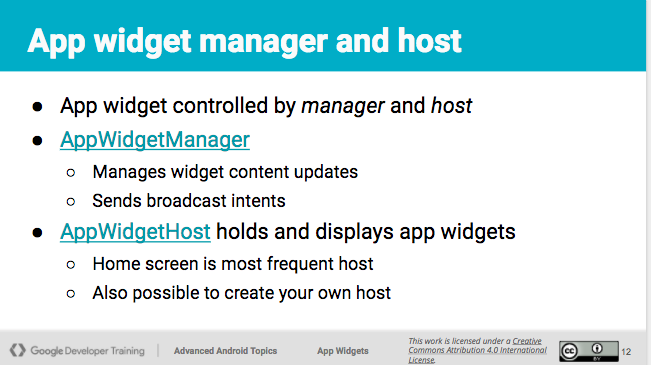 App widget manager and host
● App widget controlled by manager and host
● AppWidgetManager
○ Manages widget content updates
○ Sends broadcast intents
● AppWidgetHost holds and displays app widgets
○ Home screen is most frequent host
○ Also possible to create your own host
Google Developer Training
Advanced Android Topics
App Widgets
This work is licensed under a Creative
Commons Attribution 4.0 International
License.
cc
BY
12